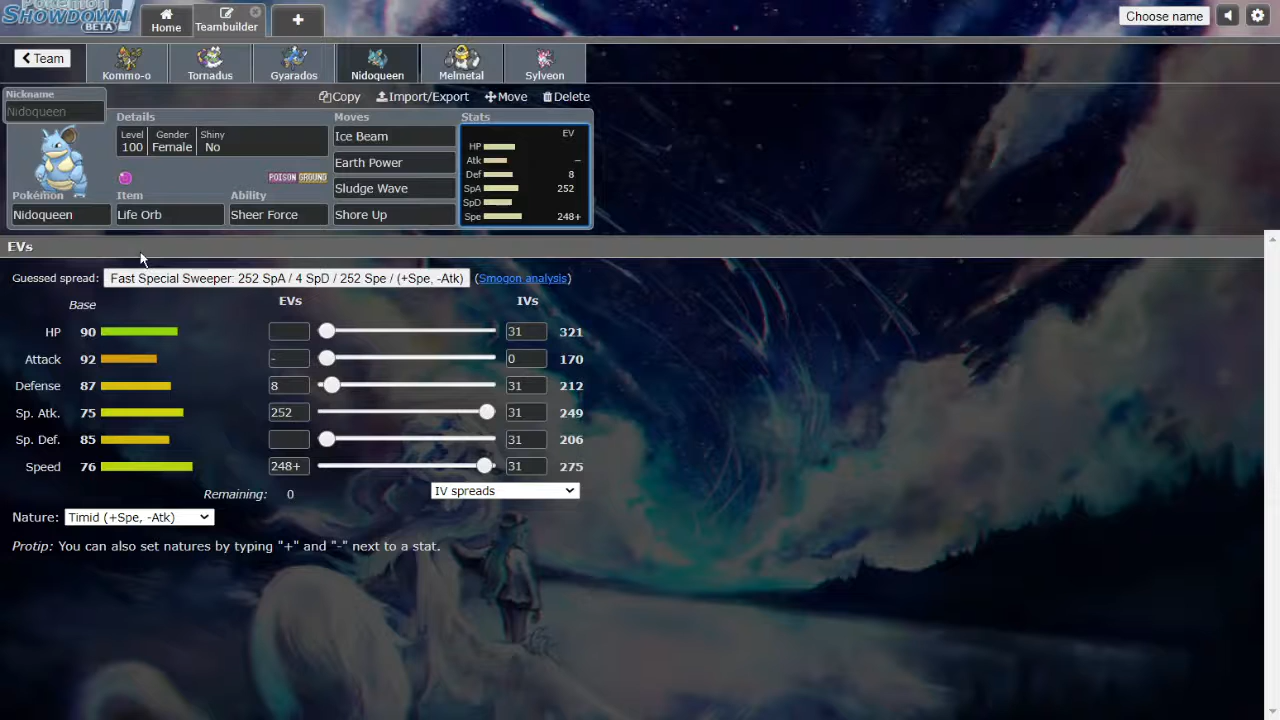 Pokémon
SHOWDOWN!
BETA
Home
Teambuilder
+
Choose name
Team
Kommo-o
Tornadus
Gyarados
Nidoqueen
Melmetal
Sylveon
Nickname
Nidoqueen
Copy
Import/Export
Move
Delete
Details
Level
100
Gender
Female
Shiny
No
POISON GROUND
Pokémon
Nidoqueen
Item
Life Orb
Ability
Sheer Force
Moves
Ice Beam
Earth Power
Sludge Wave
Shore Up
Stats
EV
HP
Atk –
Def 8
SpA 252
SpD
Spe 248+
EVs
Guessed spread: Fast Special Sweeper: 252 SpA / 4 SpD / 252 Spe / (+Spe, -Atk) (Smogon analysis)
Base EVs IVs
HP 90 31 321
Attack 92 - 0 170
Defense 87 8 31 212
Sp. Atk. 75 252 31 249
Sp. Def. 85 31 206
Speed 76 248+ 31 275
Remaining: 0 IV spreads
Nature: Timid (+Spe, -Atk)
Protip: You can also set natures by typing "+" and "-" next to a stat.